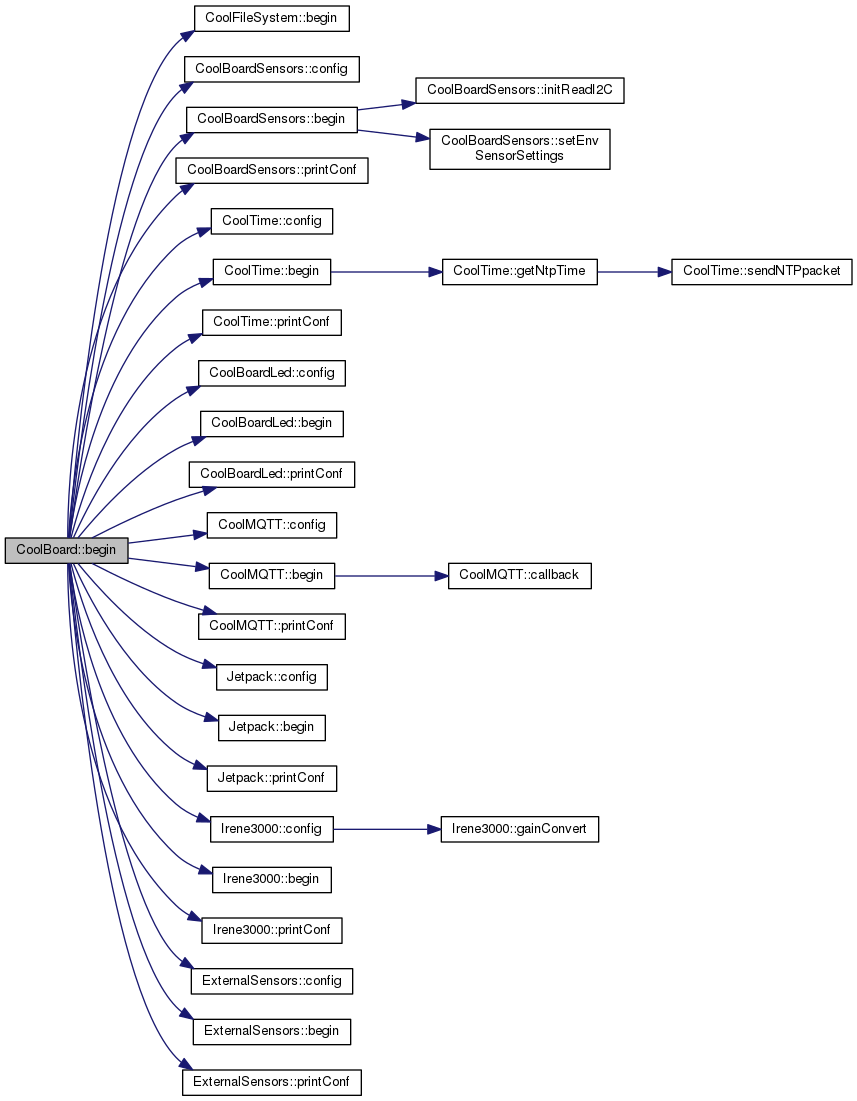 CoolFileSystem::begin
CoolBoardSensors::config
CoolBoardSensors::begin
CoolBoardSensors::initReadI2C
CoolBoardSensors::setEnv
SensorSettings
CoolBoardSensors::printConf
CoolTime::config
CoolTime::begin
CoolTime::getNtpTime
CoolTime::sendNTPpacket
CoolTime::printConf
CoolBoardLed::config
CoolBoardLed::begin
CoolBoardLed::printConf
CoolMQTT::config
CoolBoard::begin
CoolMQTT::begin
CoolMQTT::callback
CoolMQTT::printConf
Jetpack::config
Jetpack::begin
Jetpack::printConf
Irene3000::config
Irene3000::gainConvert
Irene3000::begin
Irene3000::printConf
ExternalSensors::config
ExternalSensors::begin
ExternalSensors::printConf